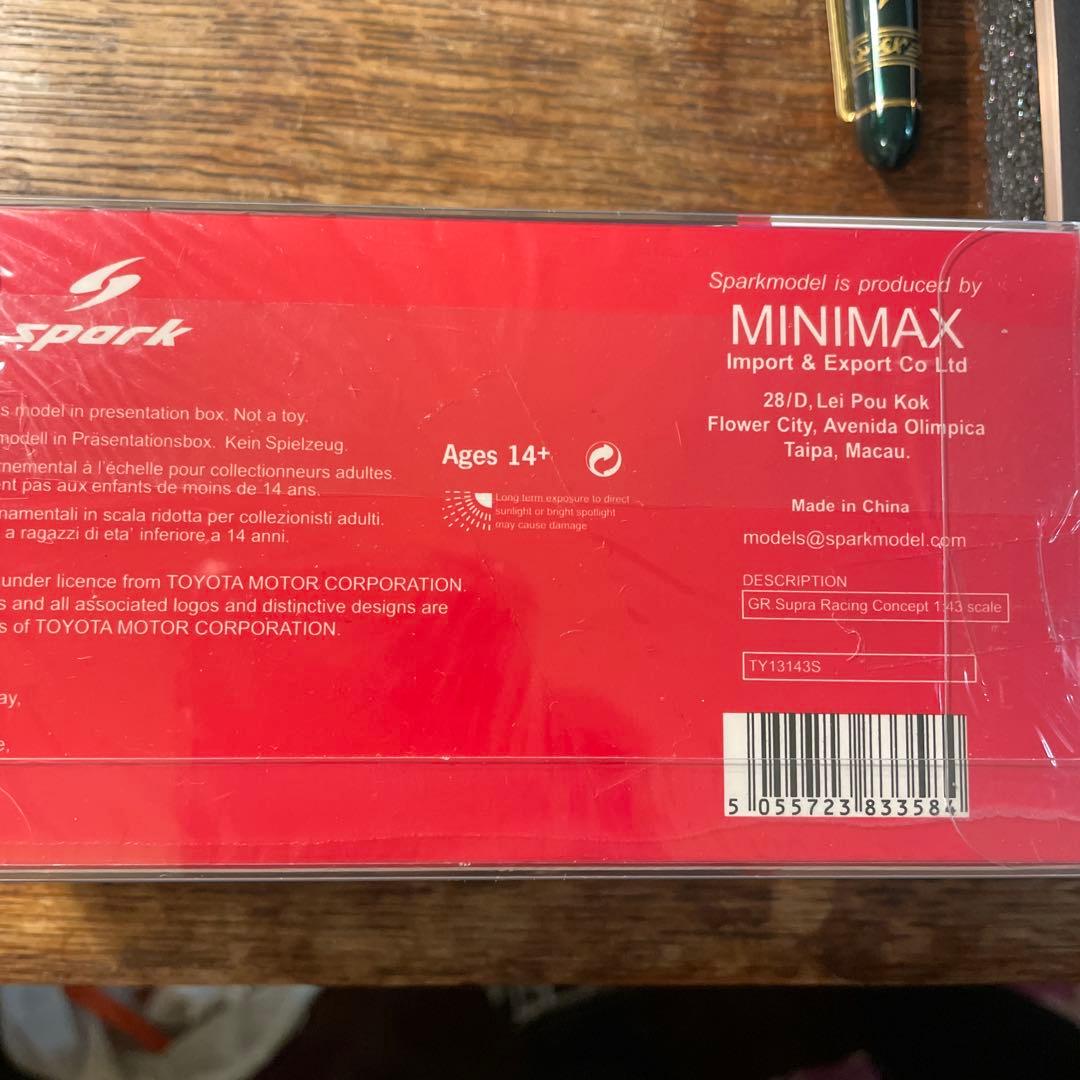 spark
s model in presentation box. Not a toy.
modell in Präsentationsbox. Kein Spielzeug.
rnemental à l'échelle pour collectionneurs adultes.
ent pas aux enfants de moins de 14 ans.
namentali in scala ridotta per collezionisti adulti.
a ragazzi di eta' inferiore a 14 anni.
under licence from TOYOTA MOTOR CORPORATION.
s and all associated logos and distinctive designs are
s of TOYOTA MOTOR CORPORATION.
ay,
e,
Ages 14+
Long term exposure to direct
sunlight or bright spotlight
may cause damage
Sparkmodel is produced by
MINIMAX
Import & Export Co Ltd
28/D, Lei Pou Kok
Flower City, Avenida Olimpica
Taipa, Macau.
Made in China
models@sparkmodel.com
DESCRIPTION
GR Supra Racing Concept 1:43 scale
TY13143S
5 055723 833584